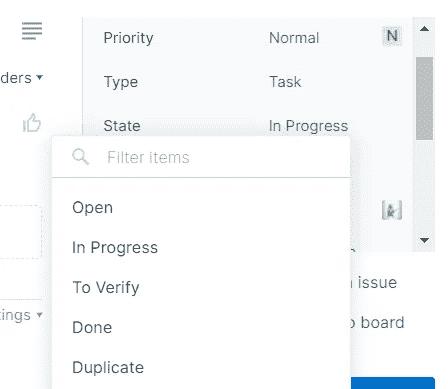 Priority Normal N
ders
Type Task
State In Progress
Filter items
Open
In Progress
To Verify
issue
Done
board
tings
Duplicate